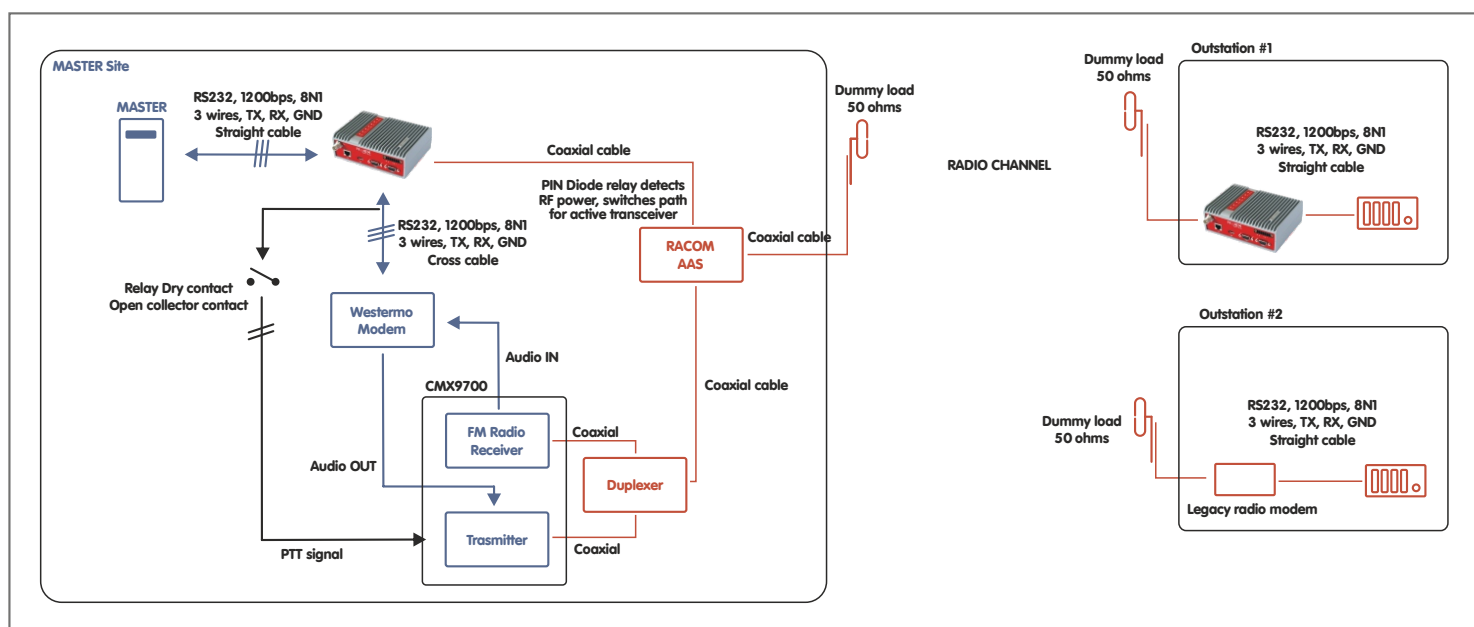 MASTER Site
MASTER
RS232, 1200bps, 8N1
3 wires, TX, RX, GND
Straight cable
Coaxial cable
PIN Diode relay detects
RF power, switches path
for active transceiver
RS232, 1200bps, 8N1
3 wires, TX, RX, GND
Cross cable
Relay Dry contact
Open collector contact
Westermo
Modem
Audio IN
Audio OUT
PTT signal
CMX9700
FM Radio
Receiver
Trasmitter
Coaxial
Coaxial
Duplexer
Coaxial cable
RACOM
AAS
Coaxial cable
Dummy load
50 ohms
RADIO CHANNEL
Outstation #1
Dummy load
50 ohms
RS232, 1200bps, 8N1
3 wires, TX, RX, GND
Straight cable
Outstation #2
Dummy load
50 ohms
RS232, 1200bps, 8N1
3 wires, TX, RX, GND
Straight cable
Legacy radio modem